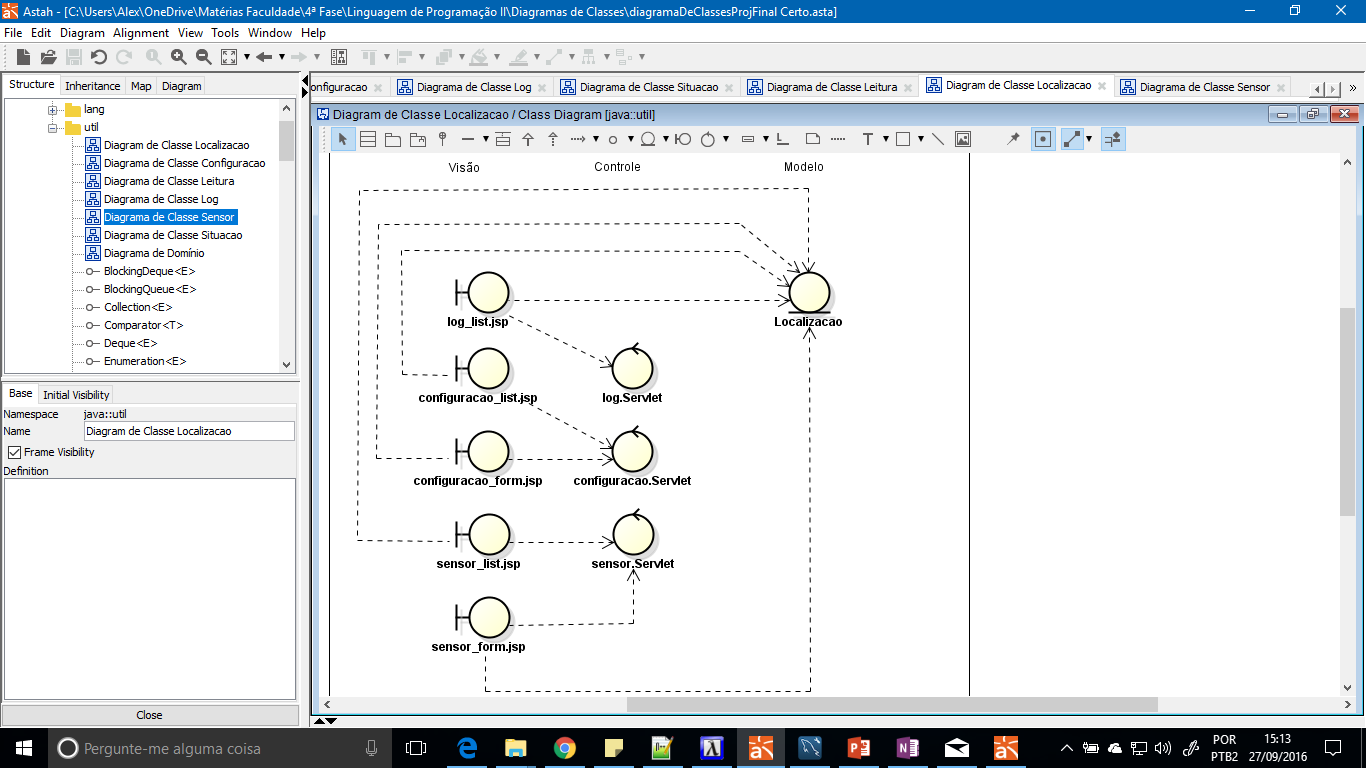 Astah - [C:\Users\Alex\OneDrive\Matérias Faculdade\4ª Fase\Linguagem de Programação II\Diagramas de Classes\diagramaDeClassesProjFinal Certo.asta]
File Edit Diagram Alignment View Tools Window Help
Structure Inheritance Map Diagram
onfiguracao Diagrama de Classe Log Diagrama de Classe Situacao Diagrama de Classe Leitura Diagram de Classe Localizacao Diagrama de Classe Sensor
lang
util
Diagram de Classe Localizacao
Diagrama de Classe Configuracao
Diagrama de Classe Leitura
Diagrama de Classe Log
Diagrama de Classe Sensor
Diagrama de Classe Situacao
Diagrama de Domínio
BlockingDeque<E>
BlockingQueue<E>
Collection<E>
Comparator<T>
Deque<E>
Enumeration<E>
Base Initial Visibility
Namespace java::util
Name Diagram de Classe Localizacao
Frame Visibility
Definition
Close
Diagram de Classe Localizacao / Class Diagram [java::util]
T
Visão Controle Modelo
log_list.jsp Localizacao
configuracao_list.jsp log.Servlet
configuracao_form.jsp configuracao.Servlet
sensor_list.jsp sensor.Servlet
sensor_form.jsp
Pergunte-me alguma coisa
POR
PTB2
15:13
27/09/2016